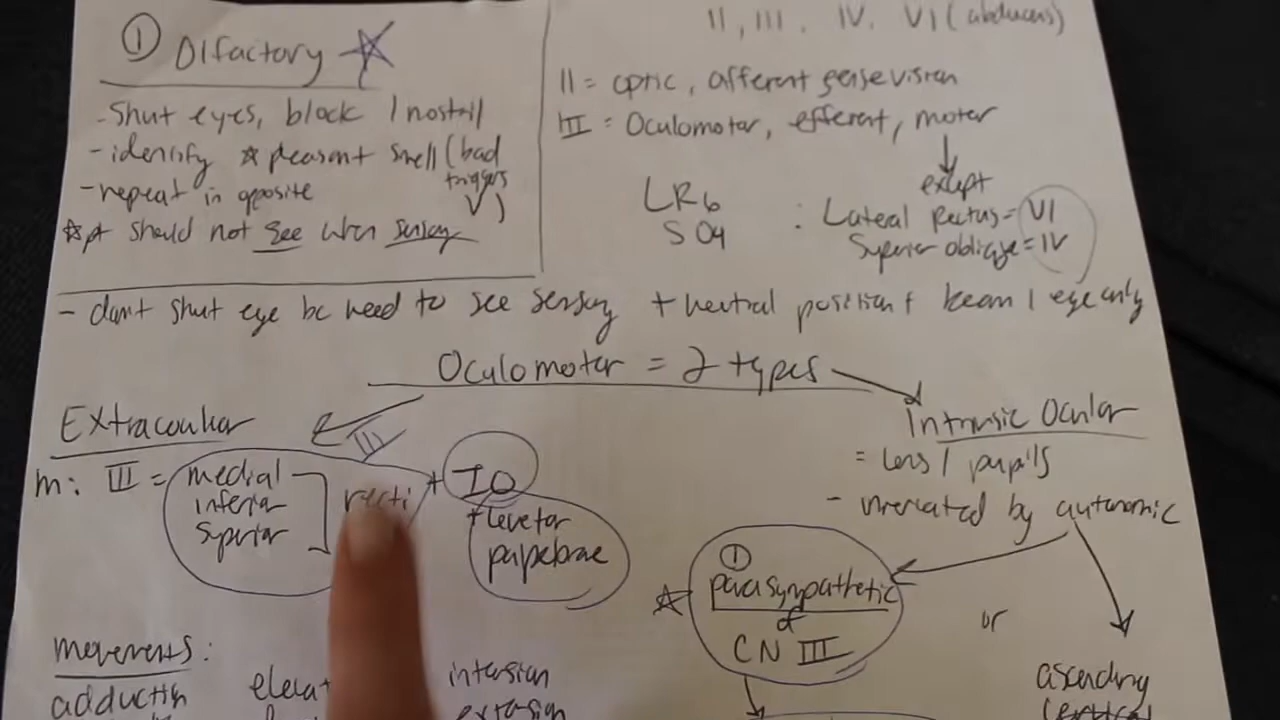 ① Olfactory
- Shut eyes, block 1 nostril
- identify pleasant smell (bad
triggers
V)
- repeat in opposite
pt should not see when sensory
II, III, IV, VI (abducens)
II = optic, afferent sense vision
III = Oculomotor, efferent, motor
except
LR6 : Lateral Rectus = VI
SO4 Superior oblique = IV
- don't shut eye bc need to see sensory + neutral position + beam 1 eye only
Oculomotor = 2 types
Extraocular
III
m: III = medial
inferior
superior
recti + IO
+ levator
palpebrae
Intrinsic Ocular
= lens / pupils
- by autonomic
①
parasympathetic
of
CN III
or
ascending
movements:
adduction
intorsion
extorsion